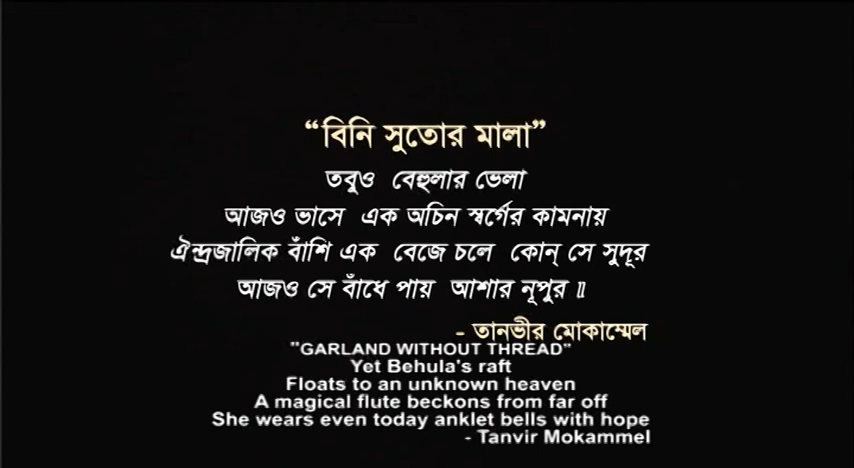 “বিনি সুতোর মালা”
তবুও বেহুলার ভেলা
আজও ভাসে এক অচিন স্বর্গের কামনায়
ঐন্দ্রজালিক বাঁশি এক বেজে চলে কোন্ সে সুদূর
আজও সে বাঁধে পায় আশার নূপুর ॥
- তানভীর মোকাম্মেল
"GARLAND WITHOUT THREAD"
Yet Behula's raft
Floats to an unknown heaven
A magical flute beckons from far off
She wears even today anklet bells with hope
- Tanvir Mokammel